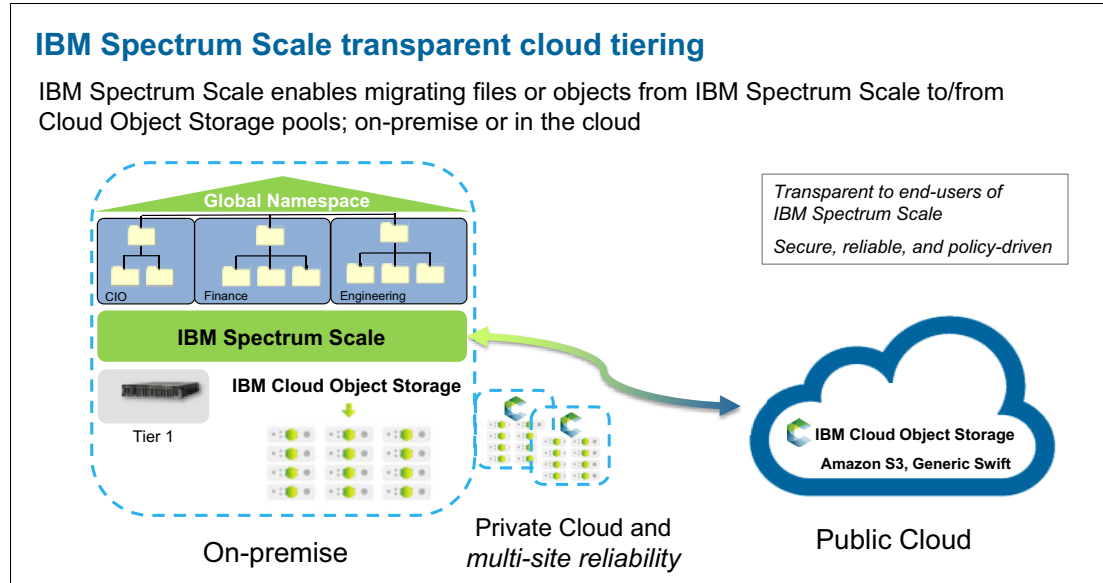 IBM Spectrum Scale transparent cloud tiering
IBM Spectrum Scale enables migrating files or objects from IBM Spectrum Scale to/from
Cloud Object Storage pools; on-premise or in the cloud
Global Namespace
CIO
Finance
Engineering
IBM Spectrum Scale
IBM Cloud Object Storage
Tier 1
On-premise
Private Cloud and
multi-site reliability
Transparent to end-users of
IBM Spectrum Scale
Secure, reliable, and policy-driven
IBM Cloud Object Storage
Amazon S3, Generic Swift
Public Cloud